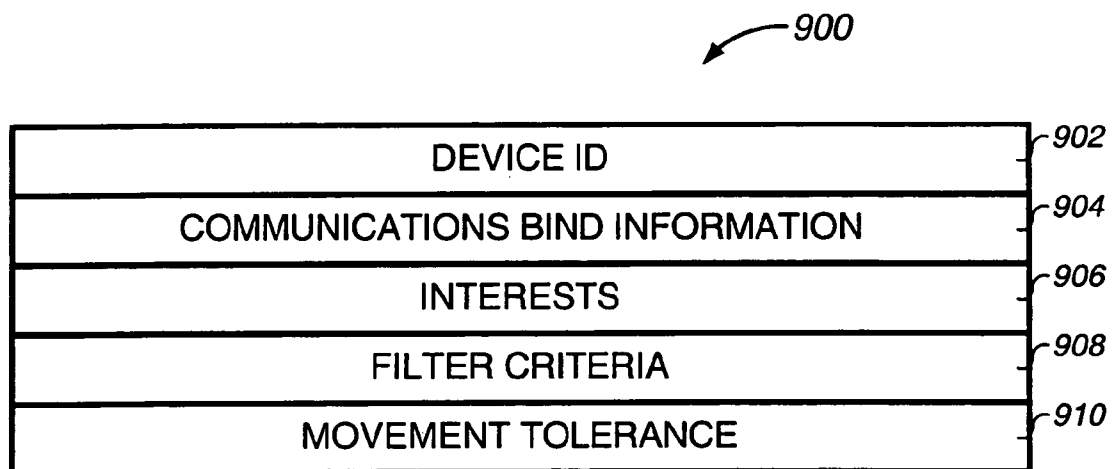 900
DEVICE ID 902
COMMUNICATIONS BIND INFORMATION 904
INTERESTS 906
FILTER CRITERIA 908
MOVEMENT TOLERANCE 910